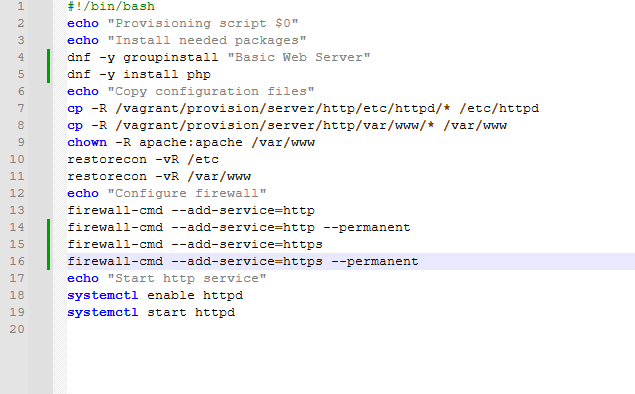 1 #!/bin/bash
2 echo "Provisioning script $0"
3 echo "Install needed packages"
4 dnf -y groupinstall "Basic Web Server"
5 dnf -y install php
6 echo "Copy configuration files"
7 cp -R /vagrant/provision/server/http/etc/httpd/* /etc/httpd
8 cp -R /vagrant/provision/server/http/var/www/* /var/www
9 chown -R apache:apache /var/www
10 restorecon -vR /etc
11 restorecon -vR /var/www
12 echo "Configure firewall"
13 firewall-cmd --add-service=http
14 firewall-cmd --add-service=http --permanent
15 firewall-cmd --add-service=https
16 firewall-cmd --add-service=https --permanent
17 echo "Start http service"
18 systemctl enable httpd
19 systemctl start httpd
20